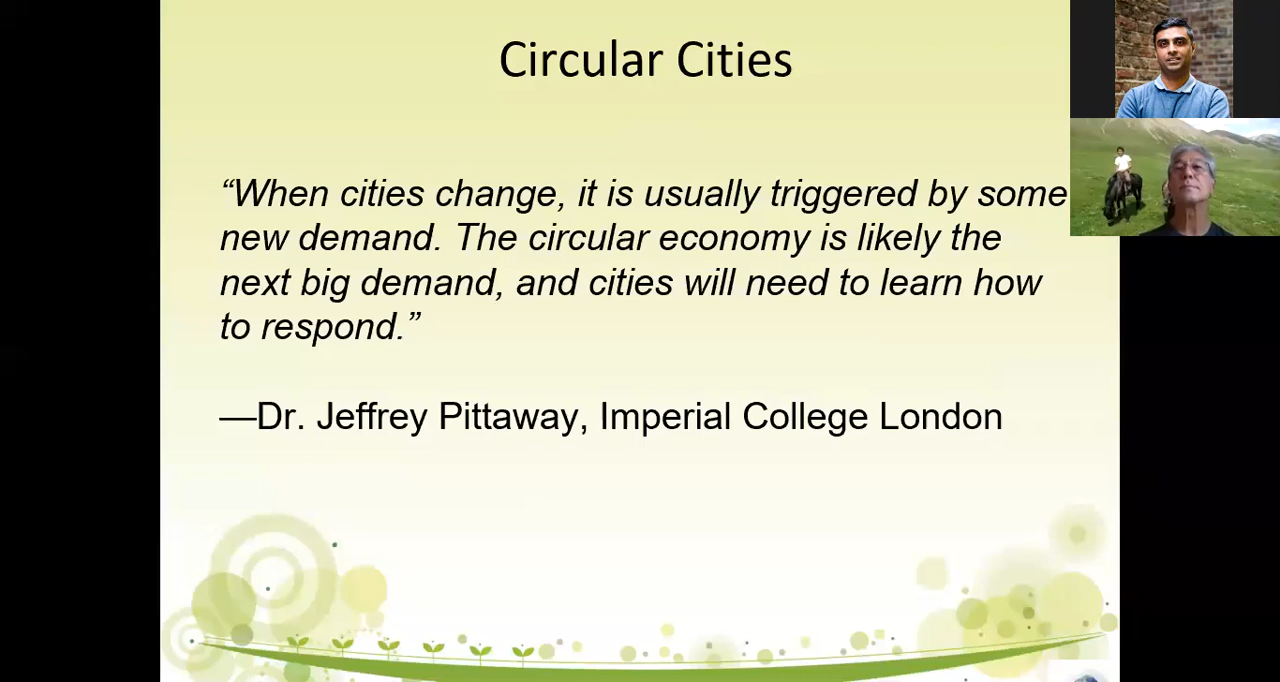 Circular Cities
“When cities change, it is usually triggered by some
new demand. The circular economy is likely the
next big demand, and cities will need to learn how
to respond.”
—Dr. Jeffrey Pittaway, Imperial College London